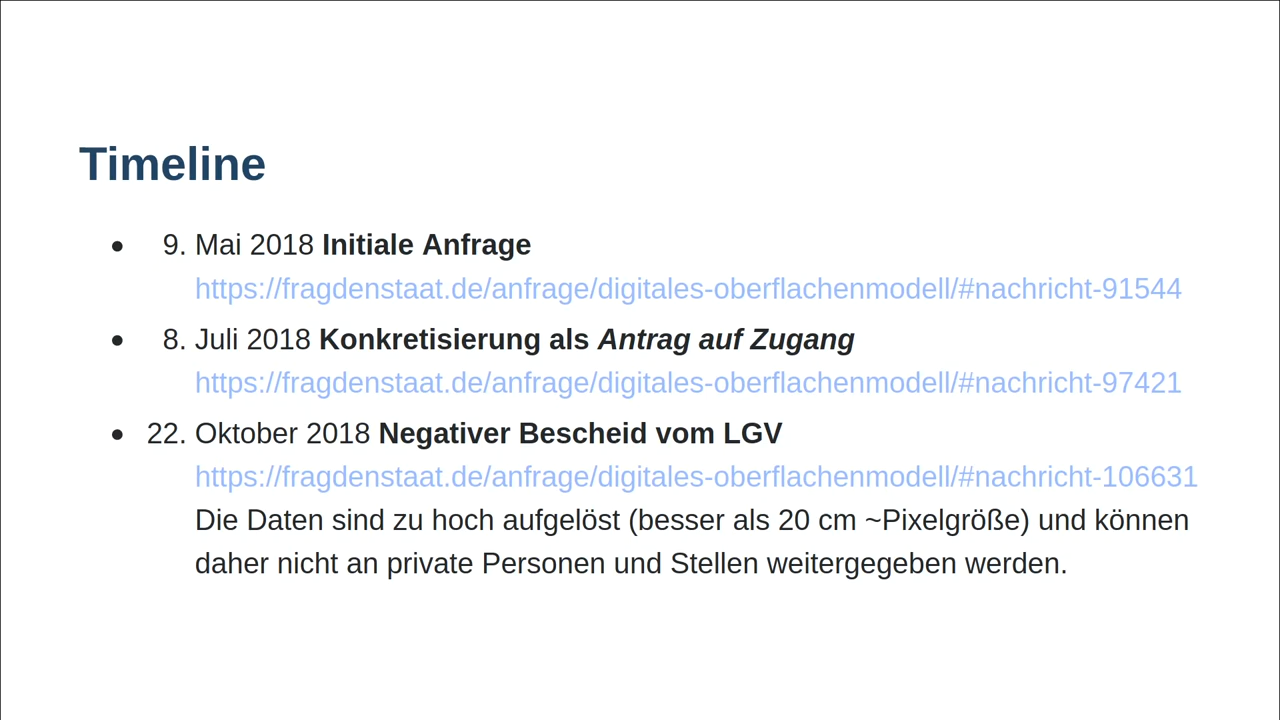 Timeline
• 9. Mai 2018 Initiale Anfrage
https://fragdenstaat.de/anfrage/digitales-oberflachenmodell/#nachricht-91544
• 8. Juli 2018 Konkretisierung als Antrag auf Zugang
https://fragdenstaat.de/anfrage/digitales-oberflachenmodell/#nachricht-97421
• 22. Oktober 2018 Negativer Bescheid vom LGV
https://fragdenstaat.de/anfrage/digitales-oberflachenmodell/#nachricht-106631
Die Daten sind zu hoch aufgelöst (besser als 20 cm ~Pixelgröße) und können
daher nicht an private Personen und Stellen weitergegeben werden.